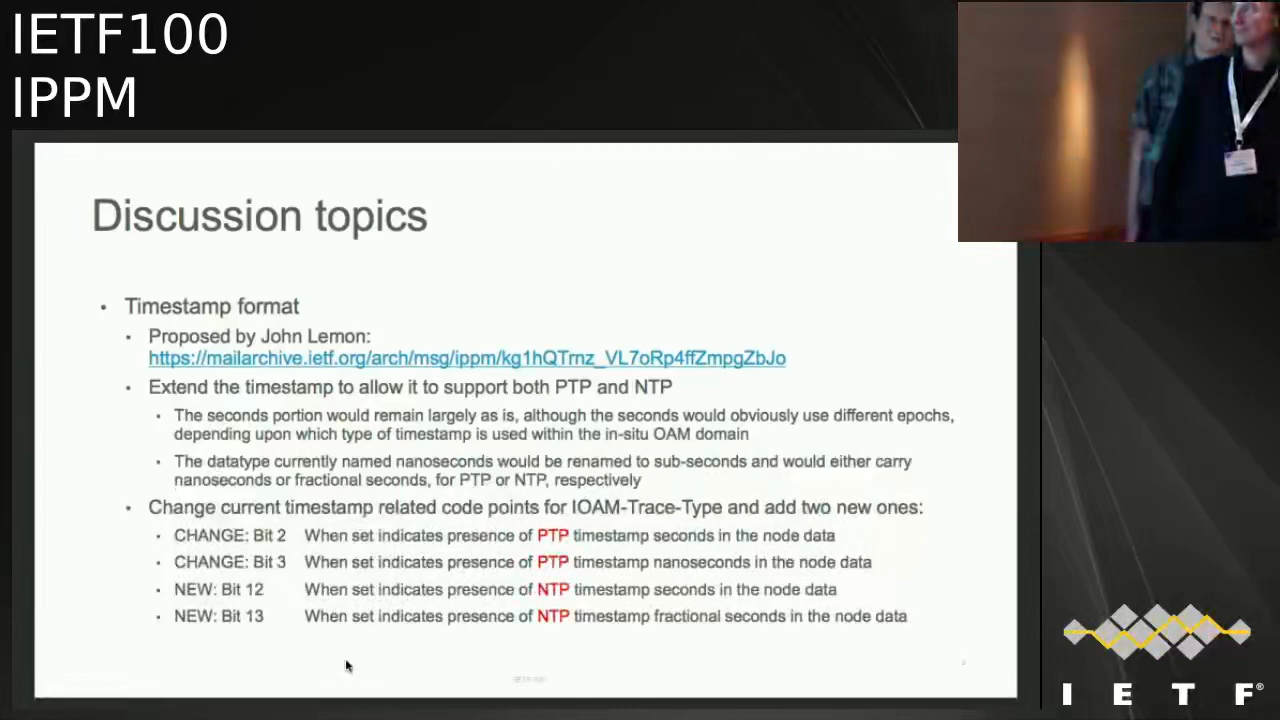 IETF100
IPPM
Discussion topics
• Timestamp format
• Proposed by John Lemon:
https://mailarchive.ietf.org/arch/msg/ippm/kg1hQTrnz_VL7oRp4ffZmpgZbJo
• Extend the timestamp to allow it to support both PTP and NTP
• The seconds portion would remain largely as is, although the seconds would obviously use different epochs,
depending upon which type of timestamp is used within the in-situ OAM domain
• The datatype currently named nanoseconds would be renamed to sub-seconds and would either carry
nanoseconds or fractional seconds, for PTP or NTP, respectively
• Change current timestamp related code points for IOAM-Trace-Type and add two new ones:
• CHANGE: Bit 2 When set indicates presence of PTP timestamp seconds in the node data
• CHANGE: Bit 3 When set indicates presence of PTP timestamp nanoseconds in the node data
• NEW: Bit 12 When set indicates presence of NTP timestamp seconds in the node data
• NEW: Bit 13 When set indicates presence of NTP timestamp fractional seconds in the node data
IETF-100
I E T F®